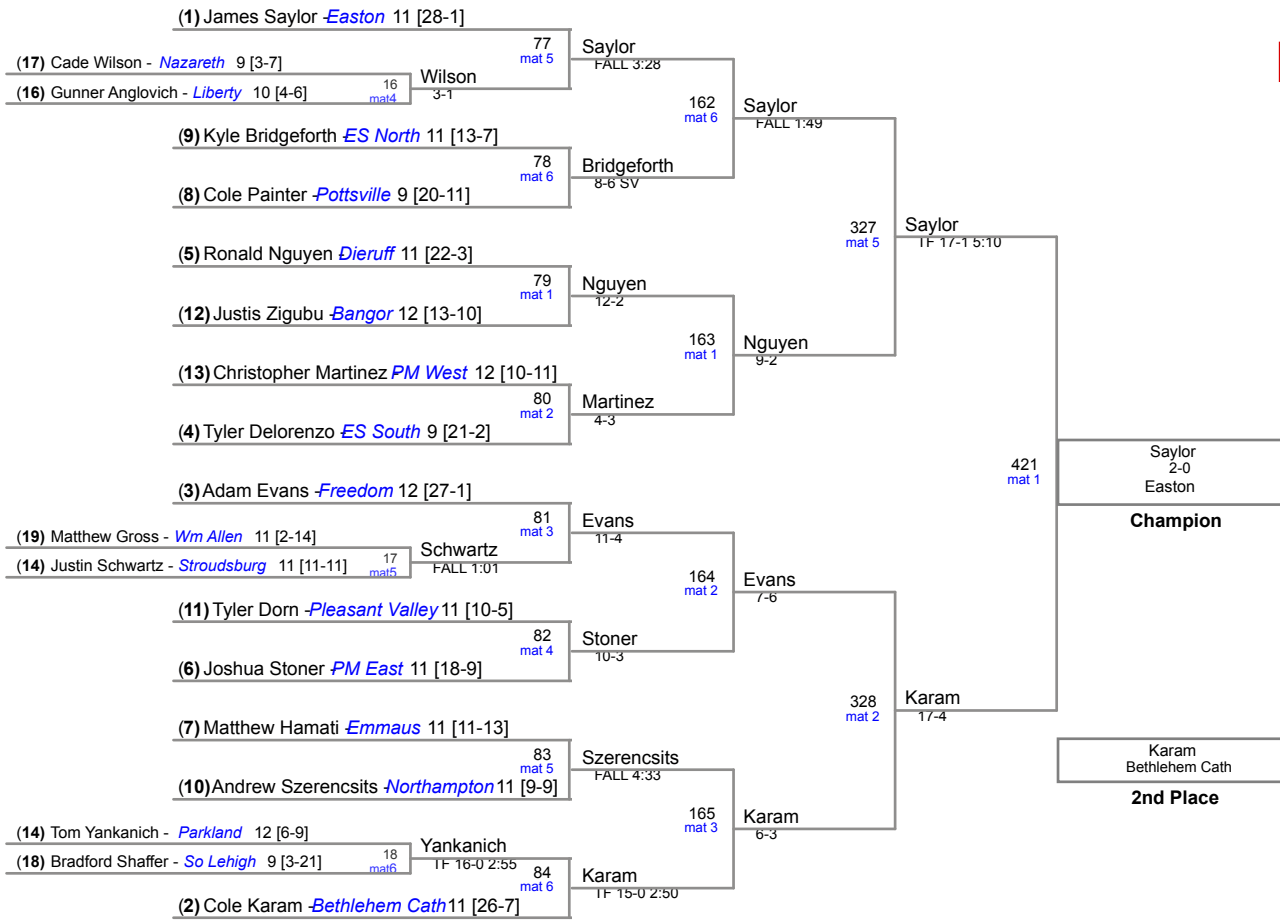 (1) James Saylor - Easton 11 [28-1]
77
mat 5
Saylor
FALL 3:28
(17) Cade Wilson - Nazareth 9 [3-7]
16
mat4
Wilson
3-1
(16) Gunner Anglovich - Liberty 10 [4-6]
162
mat 6
Saylor
FALL 1:49
(9) Kyle Bridgeforth - ES North 11 [13-7]
78
mat 6
Bridgeforth
8-6 SV
(8) Cole Painter - Pottsville 9 [20-11]
327
mat 5
Saylor
TF 17-1 5:10
(5) Ronald Nguyen Dieruff 11 [22-3]
79
mat 1
Nguyen
12-2
(12) Justis Zigubu - Bangor 12 [13-10]
163
mat 1
Nguyen
9-2
(13) Christopher Martinez PM West 12 [10-11]
80
mat 2
Martinez
4-3
(4) Tyler Delorenzo - ES South 9 [21-2]
421
mat 1
Saylor
2-0
Easton
Champion
(3) Adam Evans - Freedom 12 [27-1]
81
mat 3
Evans
11-4
(19) Matthew Gross - Wm Allen 11 [2-14]
17
mat5
Schwartz
FALL 1:01
(14) Justin Schwartz - Stroudsburg 11 [11-11]
164
mat 2
Evans
7-6
(11) Tyler Dorn - Pleasant Valley 11 [10-5]
82
mat 4
Stoner
10-3
(6) Joshua Stoner - PM East 11 [18-9]
328
mat 2
Karam
17-4
(7) Matthew Hamati - Emmaus 11 [11-13]
83
mat 5
Szerencsits
FALL 4:33
(10) Andrew Szerencsits - Northampton 11 [9-9]
Karam
Bethlehem Cath
2nd Place
165
mat 3
Karam
6-3
(14) Tom Yankanich - Parkland 12 [6-9]
18
mat6
Yankanich
TF 16-0 2:55
(18) Bradford Shaffer - So Lehigh 9 [3-21]
84
mat 6
Karam
TF 15-0 2:50
(2) Cole Karam - Bethlehem Cath 11 [26-7]